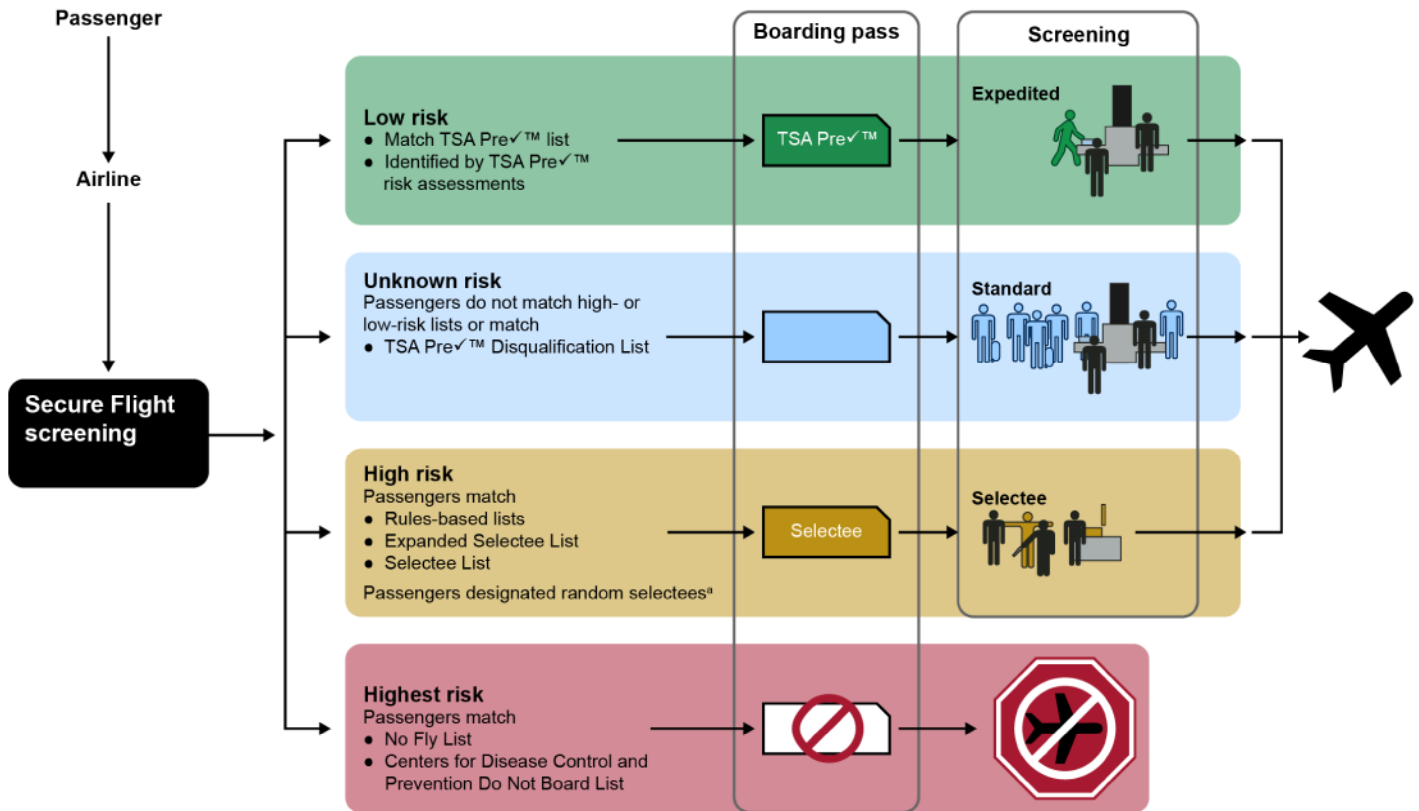 Passenger
Airline
Secure Flight
screening
Boarding pass
Screening
Low risk
● Match TSA Pre✓™ list
● Identified by TSA Pre✓™
risk assessments
TSA Pre✓™
Expedited
Unknown risk
Passengers do not match high- or
low-risk lists or match
● TSA Pre✓™ Disqualification List
Standard
High risk
Passengers match
● Rules-based lists
● Expanded Selectee List
● Selectee List
Passengers designated random selecteesᵃ
Selectee
Selectee
Highest risk
Passengers match
● No Fly List
● Centers for Disease Control and
Prevention Do Not Board List